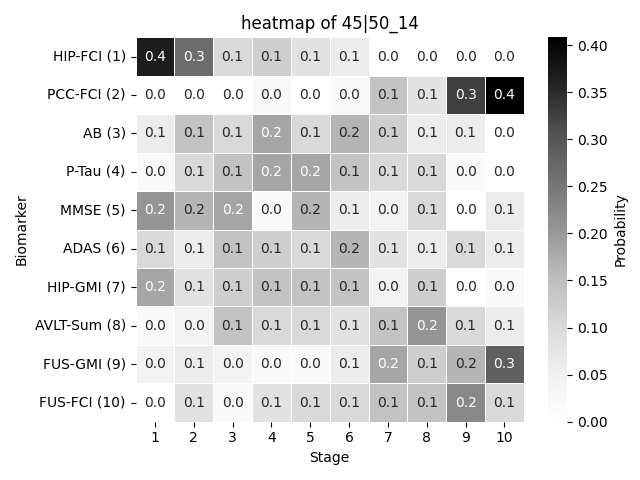 heatmap of 45|50_14
HIP-FCI (1) 0.4 0.3 0.1 0.1 0.1 0.1 0.0 0.0 0.0 0.0
PCC-FCI (2) 0.0 0.0 0.0 0.0 0.0 0.0 0.1 0.1 0.3 0.4
AB (3) 0.1 0.1 0.1 0.2 0.1 0.2 0.1 0.1 0.1 0.0
P-Tau (4) 0.0 0.1 0.1 0.2 0.2 0.1 0.1 0.1 0.0 0.0
MMSE (5) 0.2 0.2 0.2 0.0 0.2 0.1 0.0 0.1 0.0 0.1
ADAS (6) 0.1 0.1 0.1 0.1 0.1 0.2 0.1 0.1 0.1 0.1
HIP-GMI (7) 0.2 0.1 0.1 0.1 0.1 0.1 0.0 0.1 0.0 0.0
AVLT-Sum (8) 0.0 0.0 0.1 0.1 0.1 0.1 0.1 0.2 0.1 0.1
FUS-GMI (9) 0.0 0.1 0.0 0.0 0.0 0.1 0.2 0.1 0.2 0.3
FUS-FCI (10) 0.0 0.1 0.0 0.1 0.1 0.1 0.1 0.1 0.2 0.1
1 2 3 4 5 6 7 8 9 10
Stage
Biomarker
0.40
0.35
0.30
0.25
0.20
0.15
0.10
0.05
0.00
Probability